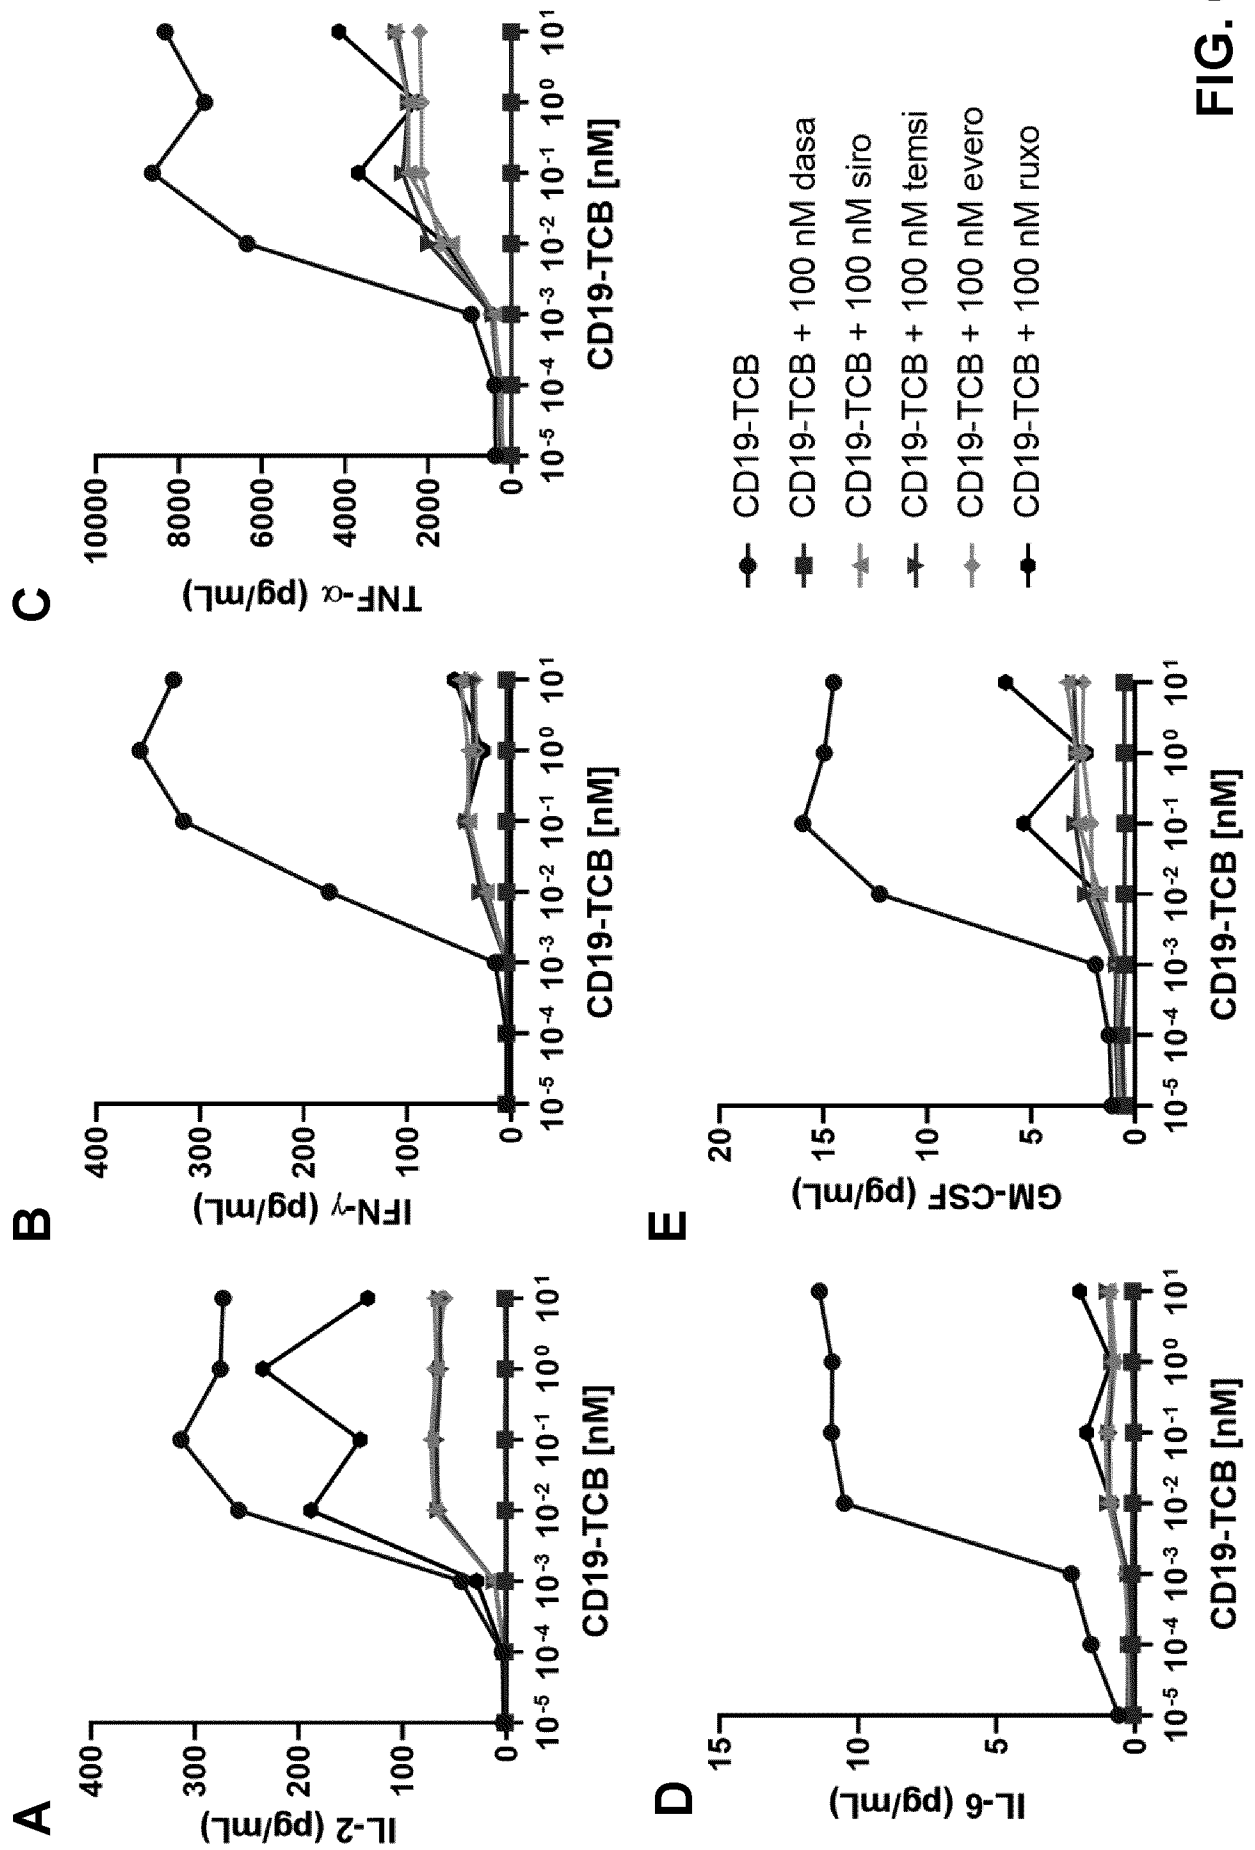 A
IL-2 (pg/mL)
400
300
200
100
0
10⁻⁵ 10⁻⁴ 10⁻³ 10⁻² 10⁻¹ 10⁰ 10¹
CD19-TCB [nM]
B
IFN-γ (pg/mL)
400
300
200
100
0
10⁻⁵ 10⁻⁴ 10⁻³ 10⁻² 10⁻¹ 10⁰ 10¹
CD19-TCB [nM]
C
TNF-α (pg/mL)
10000
8000
6000
4000
2000
0
10⁻⁵ 10⁻⁴ 10⁻³ 10⁻² 10⁻¹ 10⁰ 10¹
CD19-TCB [nM]
D
IL-6 (pg/mL)
15
10
5
0
10⁻⁵ 10⁻⁴ 10⁻³ 10⁻² 10⁻¹ 10⁰ 10¹
CD19-TCB [nM]
E
GM-CSF (pg/mL)
20
15
10
5
0
10⁻⁵ 10⁻⁴ 10⁻³ 10⁻² 10⁻¹ 10⁰ 10¹
CD19-TCB [nM]
CD19-TCB
CD19-TCB + 100 nM dasa
CD19-TCB + 100 nM siro
CD19-TCB + 100 nM temsi
CD19-TCB + 100 nM evero
CD19-TCB + 100 nM ruxo
FIG.